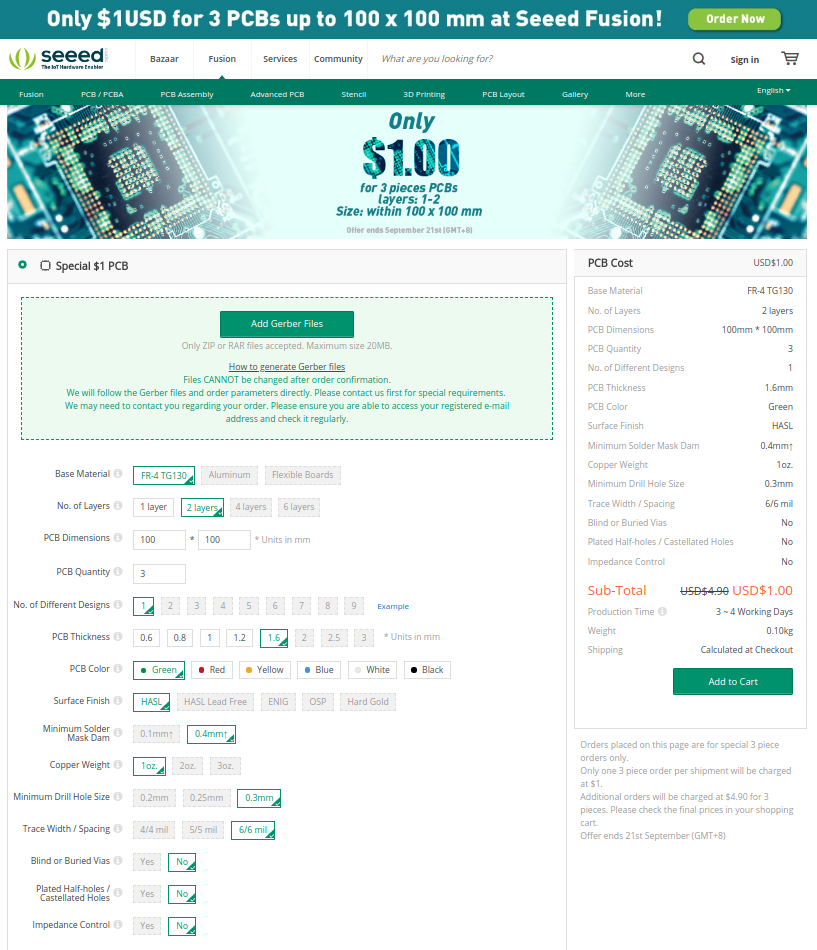 Only $1USD for 3 PCBs up to 100 x 100 mm at Seeed Fusion!
Order Now
seeed
The IoT Hardware Enabler
Bazaar
Fusion
Services
Community
What are you looking for?
Sign in
Fusion
PCB / PCBA
PCB Assembly
Advanced PCB
Stencil
3D Printing
PCB Layout
Gallery
More
English
Only
$1.00
for 3 pieces PCBs
layers: 1-2
Size: within 100 x 100 mm
Offer ends September 21st (GMT+8)
Special $1 PCB
Add Gerber Files
Only ZIP or RAR files accepted. Maximum size 20MB.
How to generate Gerber files
Files CANNOT be changed after order confirmation.
We will follow the Gerber files and order parameters directly. Please contact us first for special requirements.
We may need to contact you regarding your order. Please ensure you are able to access your registered e-mail
address and check it regularly.
Base Material FR-4 TG130 Aluminum Flexible Boards
No. of Layers 1 layer 2 layers 4 layers 6 layers
PCB Dimensions 100 * 100 * Units in mm
PCB Quantity 3
No. of Different Designs 1 2 3 4 5 6 7 8 9 Example
PCB Thickness 0.6 0.8 1 1.2 1.6 2 2.5 3 * Units in mm
PCB Color Green Red Yellow Blue White Black
Surface Finish HASL HASL Lead Free ENIG OSP Hard Gold
Minimum Solder
Mask Dam
0.1mm↑ 0.4mm↑
Copper Weight 1oz. 2oz. 3oz.
Minimum Drill Hole Size 0.2mm 0.25mm 0.3mm
Trace Width / Spacing 4/4 mil 5/5 mil 6/6 mil
Blind or Buried Vias Yes No
Plated Half-holes /
Castellated Holes
Yes No
Impedance Control Yes No
PCB Cost USD$1.00
Base Material FR-4 TG130
No. of Layers 2 layers
PCB Dimensions 100mm * 100mm
PCB Quantity 3
No. of Different Designs 1
PCB Thickness 1.6mm
PCB Color Green
Surface Finish HASL
Minimum Solder Mask Dam 0.4mm↑
Copper Weight 1oz.
Minimum Drill Hole Size 0.3mm
Trace Width / Spacing 6/6 mil
Blind or Buried Vias No
Plated Half-holes / Castellated Holes No
Impedance Control No
Sub-Total USD$4.90 USD$1.00
Production Time 3 ~ 4 Working Days
Weight 0.10kg
Shipping Calculated at Checkout
Add to Cart
Orders placed on this page are for special 3 piece
orders only.
Only one 3 piece order per shipment will be charged
at $1.
Additional orders will be charged at $4.90 for 3
pieces. Please check the final prices in your shopping
cart.
Offer ends 21st September (GMT+8)